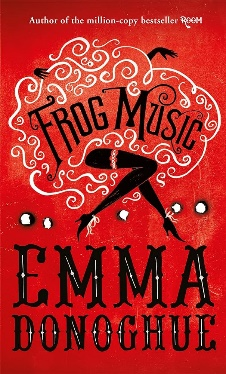 Author of the million-copy bestseller ROOM
FROG MUSIC
EMMA
DONOGHUE